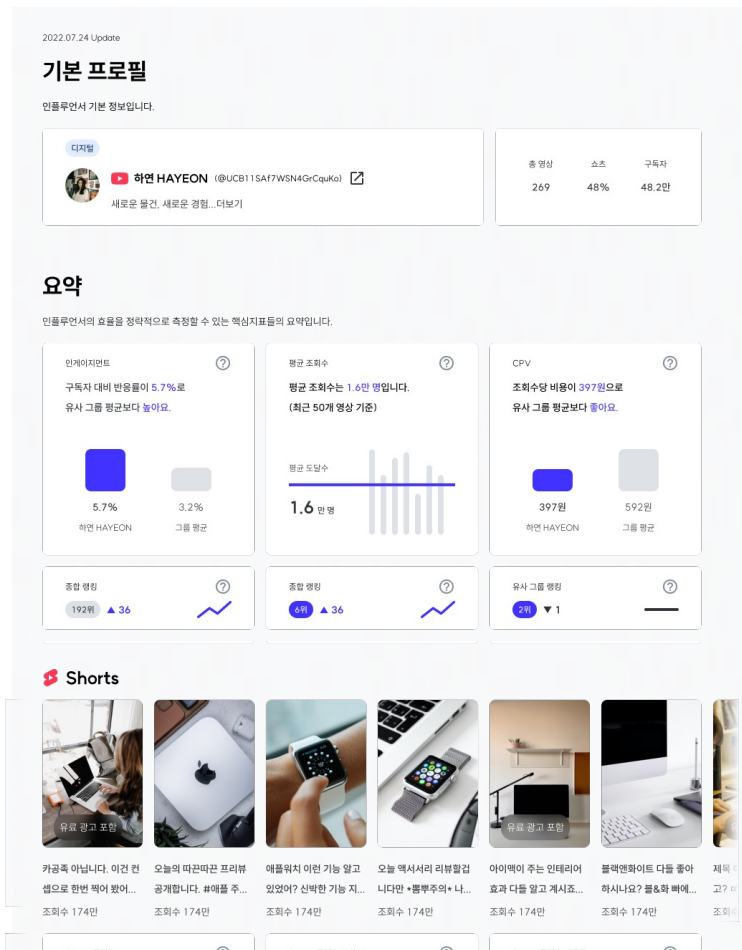 2022.07.24 Update
기본 프로필
인플루언서 기본 정보입니다.
디지털
하연 HAYEON (@UCB11SAf7WSN4GrCquKo)
새로운 물건, 새로운 경험...더보기
총 영상 쇼츠 구독자
269 48% 48.2만
요약
인플루언서의 효율을 정략적으로 측정할 수 있는 핵심지표들의 요약입니다.
인게이지먼트
구독자 대비 반응률이 5.7%로
유사 그룹 평균보다 높아요.
5.7% 3.2%
하연 HAYEON 그룹 평균
평균 조회수
평균 조회수는 1.6만 명입니다.
(최근 50개 영상 기준)
평균 도달수
1.6 만 명
CPV
조회수당 비용이 397원으로
유사 그룹 평균보다 좋아요.
397원 592원
하연 HAYEON 그룹 평균
종합 랭킹
192위 ▲ 36
종합 랭킹
6위 ▲ 36
유사 그룹 랭킹
2위 ▼ 1
Shorts
유료 광고 포함
카공족 아닙니다. 이건 컨
셉으로 한번 찍어 봤어...
조회수 174만
오늘의 따끈따끈 프리뷰
공개합니다. #애플 주...
조회수 174만
애플워치 이런 기능 알고
있었어? 신박한 기능 지...
조회수 174만
오늘 액서서리 리뷰할겁
니다만 *뽐뿌주의* 나...
조회수 174만
유료 광고 포함
아이맥이 주는 인테리어
효과 다들 알고 계시죠...
조회수 174만
블랙앤화이트 다들 좋아
하시나요? 블&화 빠에...
조회수 174만
제목
고?
조회